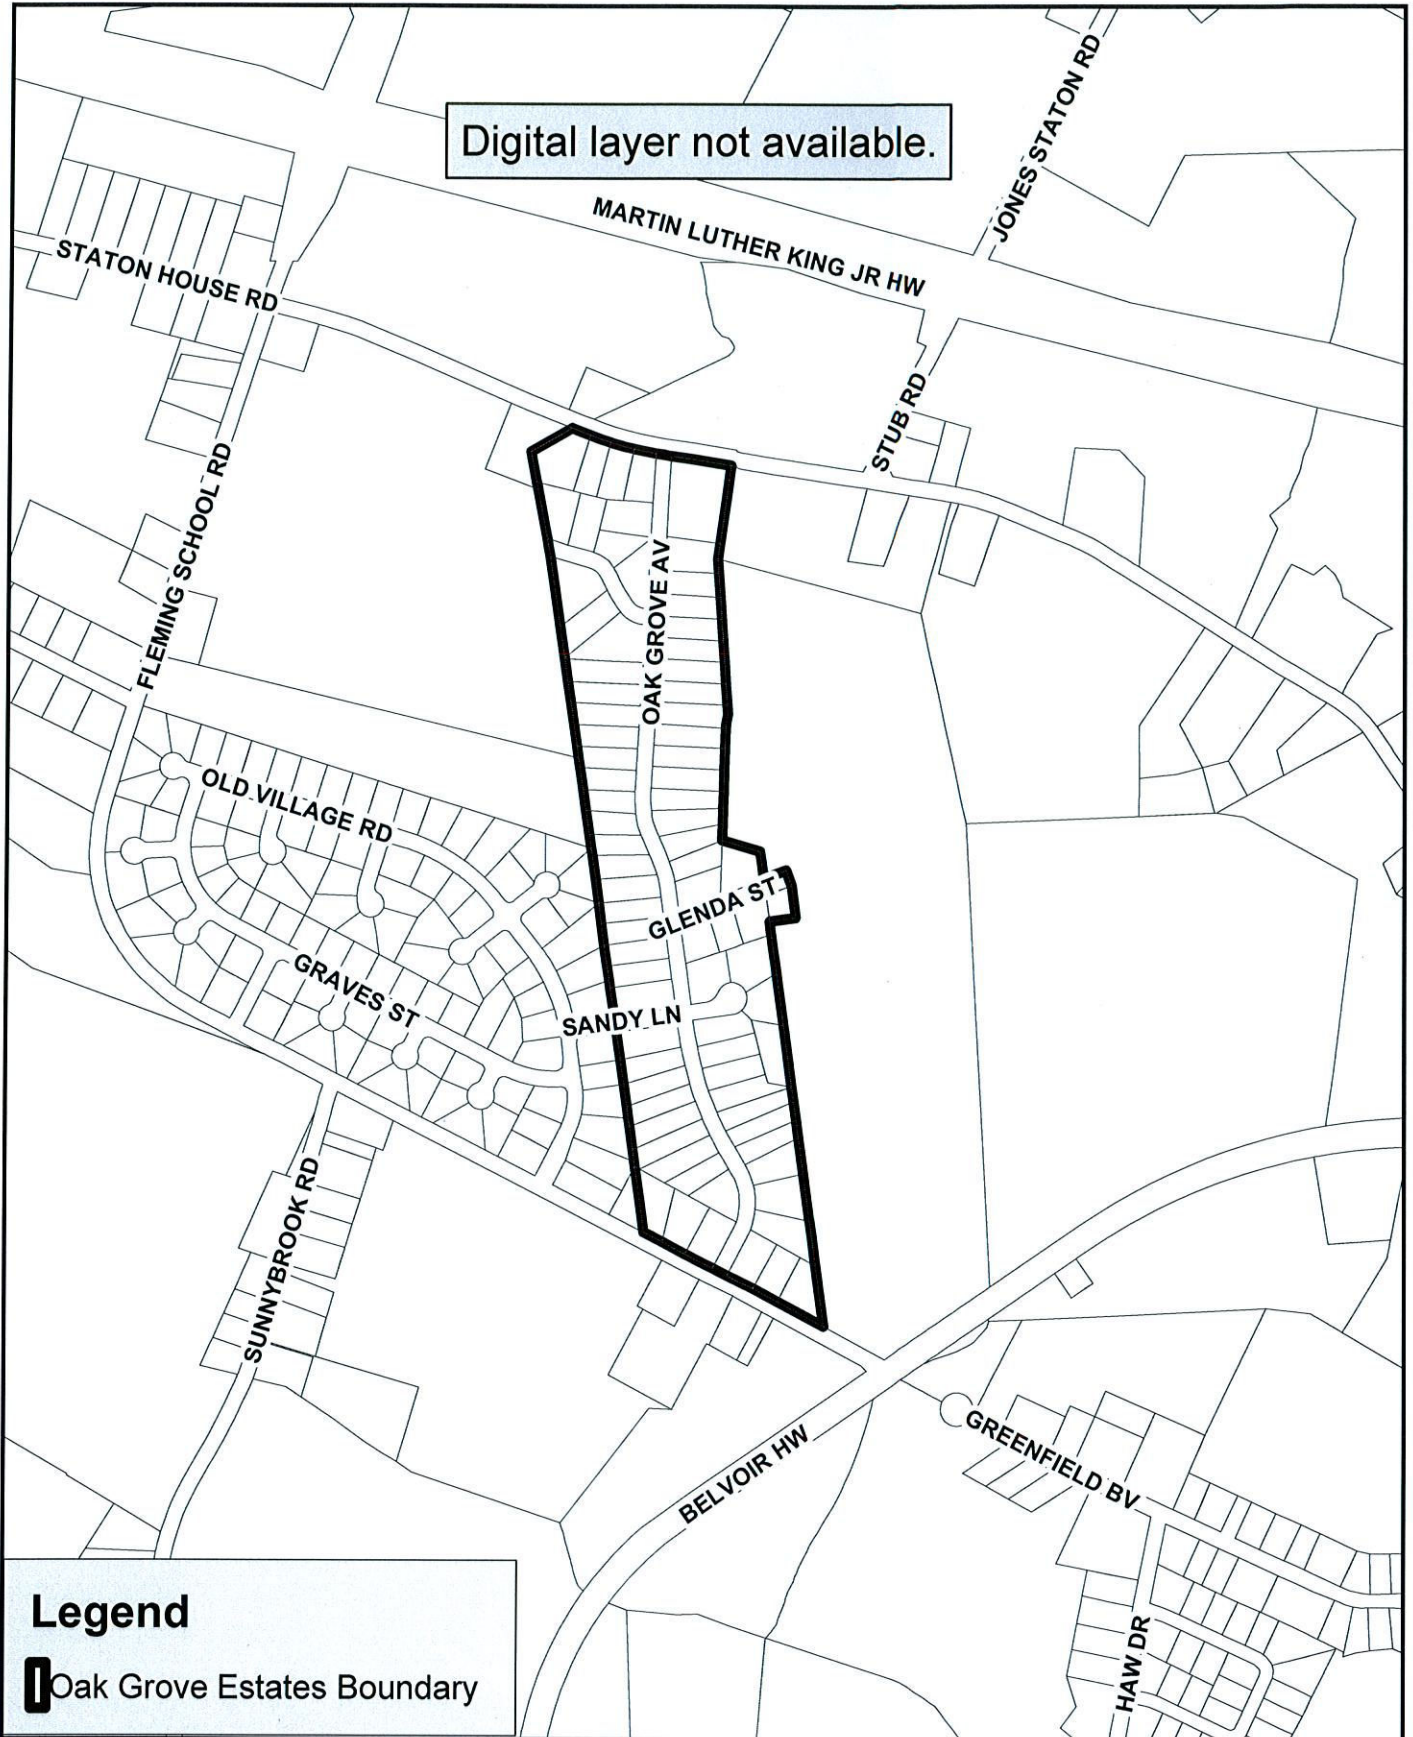 JONES STATON RD
Digital layer not available.
MARTIN LUTHER KING JR HW
STATON HOUSE RD
STUB RD
FLEMING SCHOOL RD
OAK GROVE AV
OLD VILLAGE RD
GLENDA ST
GRAVES ST
SANDY LN
SUNNYBROOK RD
BELVOIR HW
GREENFIELD BV
HAW DR
Legend
Oak Grove Estates Boundary